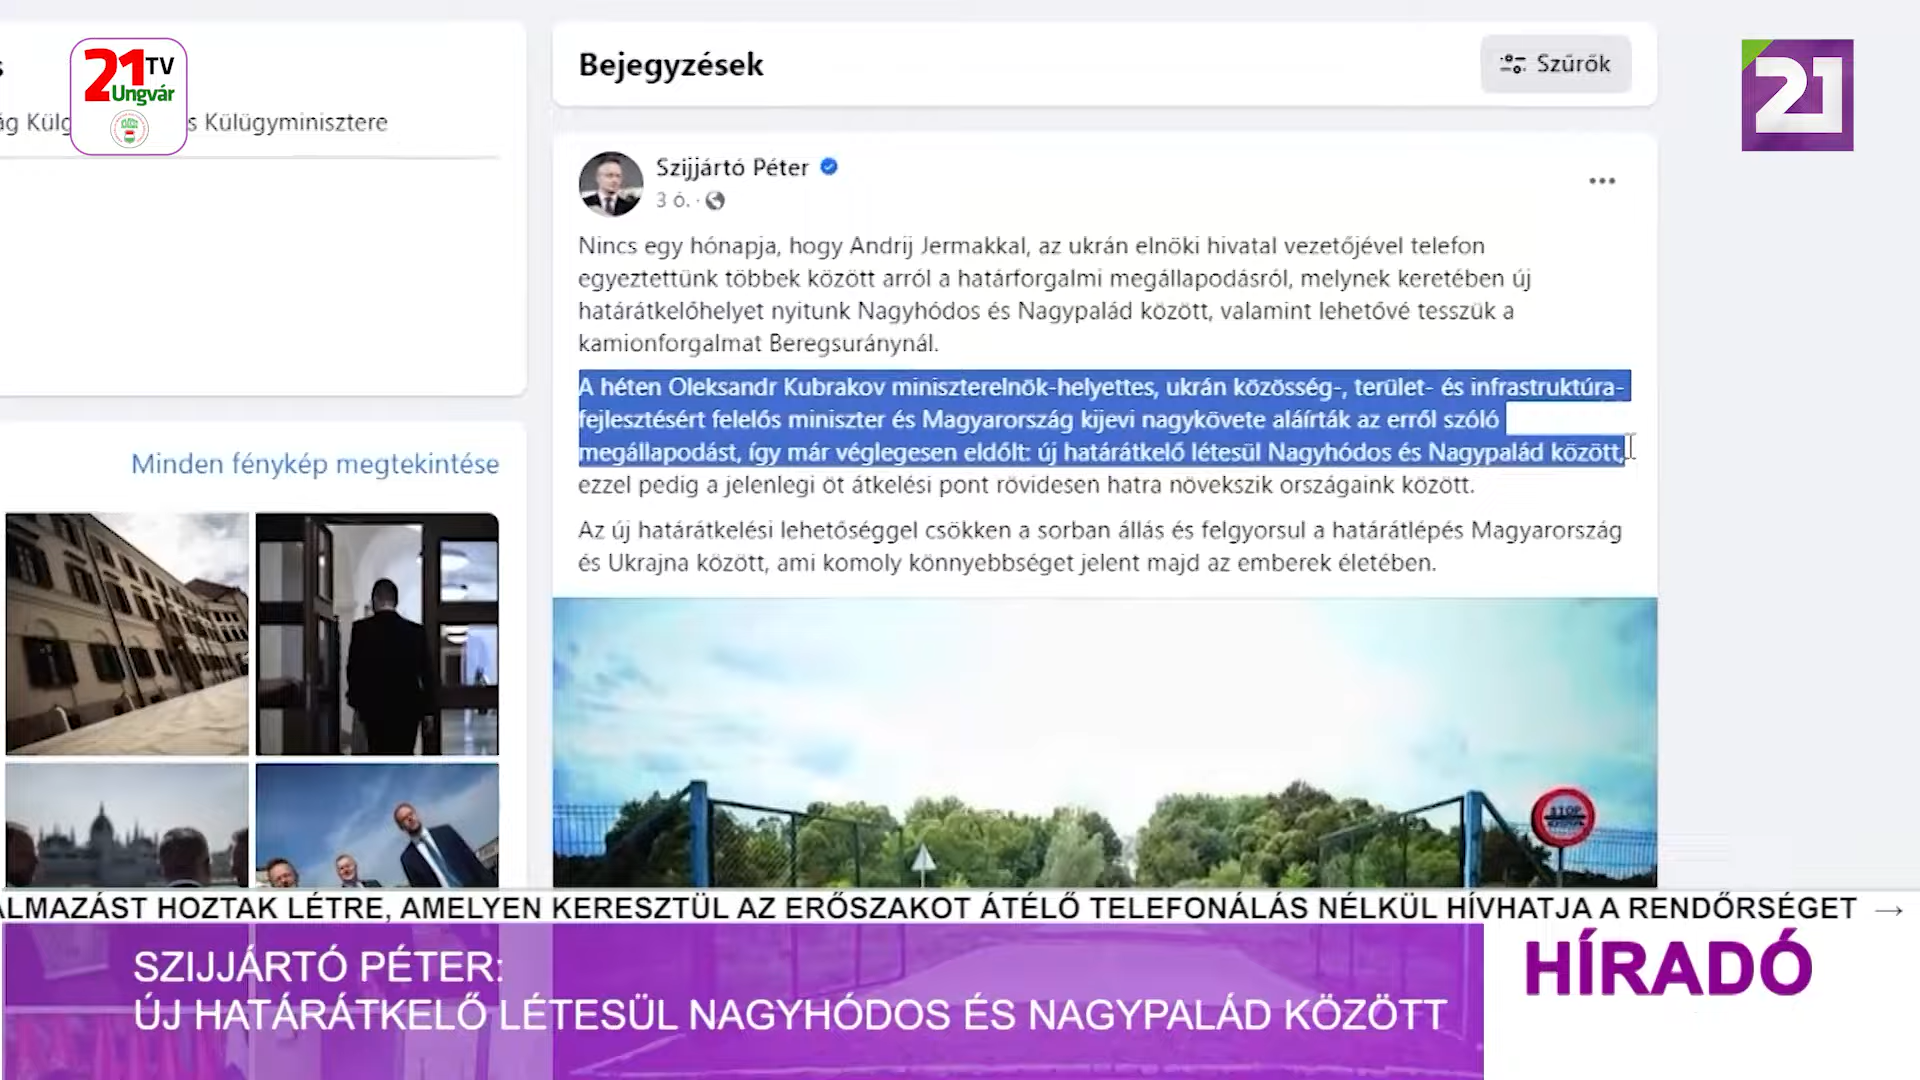 21 TV
Ungvár
s Külügyminisztere
Bejegyzések
Szűrők
21
Szijjártó Péter
3 ó. ·
Nincs egy hónapja, hogy Andrij Jermakkal, az ukrán elnöki hivatal vezetőjével telefon
egyeztettünk többek között arról a határforgalmi megállapodásról, melynek keretében új
határátkelőhelyet nyitunk Nagyhódos és Nagypalád között, valamint lehetővé tesszük a
kamionforgalmat Beregsuránynál.
A héten Oleksandr Kubrakov miniszterelnök-helyettes, ukrán közösség-, terület- és infrastruktúra-
fejlesztésért felelős miniszter és Magyarország kijevi nagykövete aláírták az erről szóló
megállapodást, így már véglegesen eldőlt: új határátkelő létesül Nagyhódos és Nagypalád között,
ezzel pedig a jelenlegi öt átkelési pont rövidesen hatra növekszik országaink között.
Az új határátkelési lehetőséggel csökken a sorban állás és felgyorsul a határátlépés Magyarország
és Ukrajna között, ami komoly könnyebbséget jelent majd az emberek életében.
Minden fénykép megtekintése
STOP
ALMAZÁST HOZTAK LÉTRE, AMELYEN KERESZTÜL AZ ERŐSZAKOT ÁTÉLŐ TELEFONÁLÁS NÉLKÜL HÍVHATJA A RENDŐRSÉGET →
SZIJJÁRTÓ PÉTER:
ÚJ HATÁRÁTKELŐ LÉTESÜL NAGYHÓDOS ÉS NAGYPALÁD KÖZÖTT
HÍRADÓ